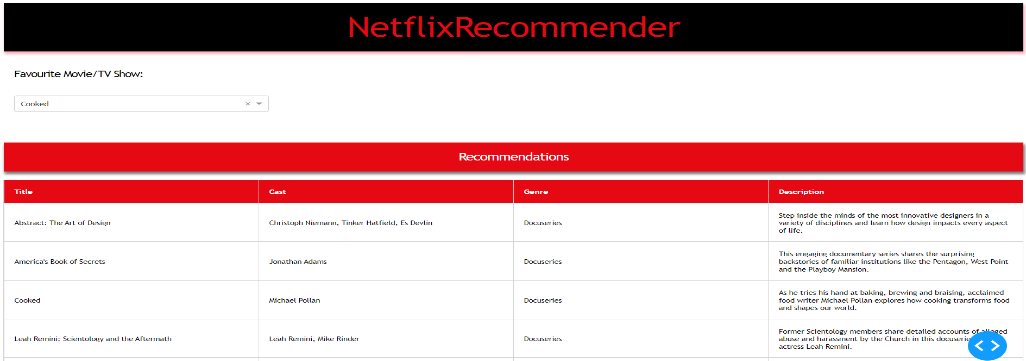 NetflixRecommender
Favourite Movie/TV Show:
Cooked
Recommendations
Title Cast Genre Description
Abstract: The Art of Design Christoph Niemann, Tinker Hatfield, Es Devlin Docuseries Step inside the minds of the most innovative designers in a
variety of disciplines and learn how design impacts every aspect
of life.
America's Book of Secrets Jonathan Adams Docuseries This engaging documentary series shares the surprising
backstories of familiar institutions like the Pentagon, West Point
and the Playboy Mansion.
Cooked Michael Pollan Docuseries As he tries his hand at baking, brewing and braising, acclaimed
food writer Michael Pollan explores how cooking transforms food
and shapes our world.
Leah Remini: Scientology and the Aftermath Leah Remini, Mike Rinder Docuseries Former Scientology members share detailed accounts of alleged
abuse and harassment by the Church in this docuserie
actress Leah Remini.